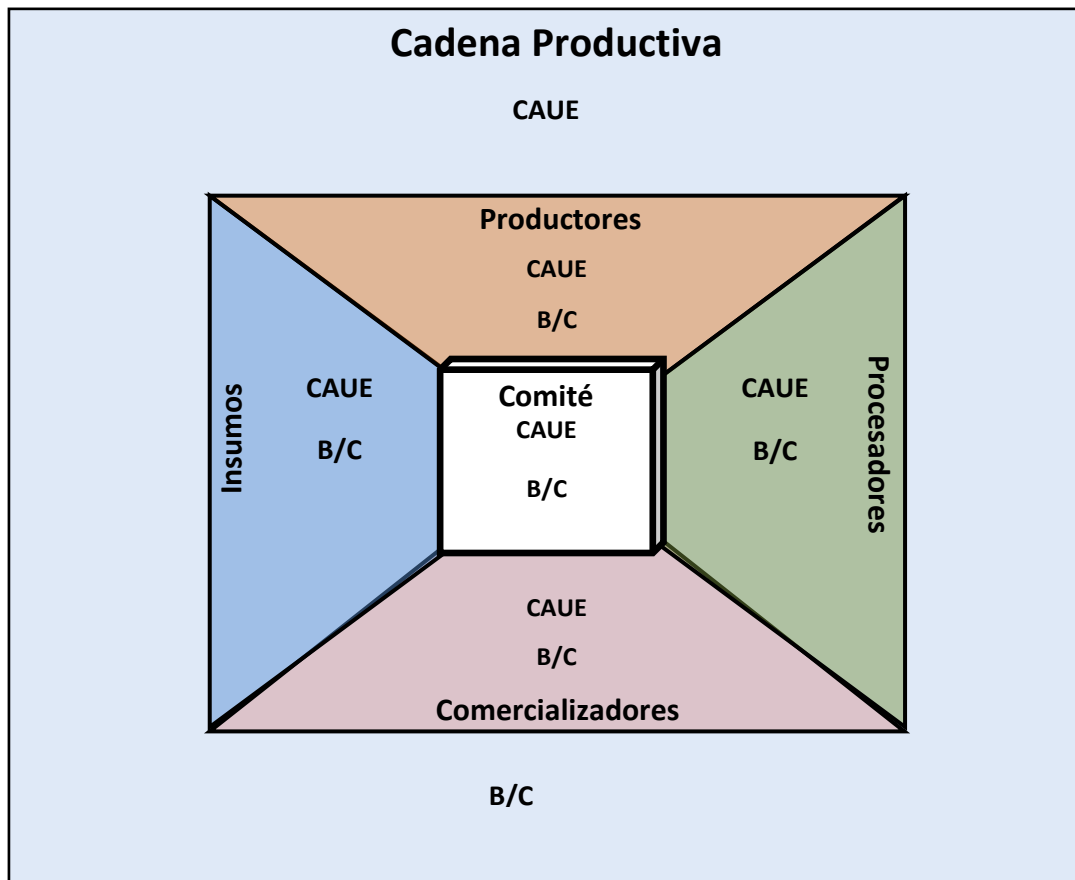 Cadena Productiva
CAUE
Productores
CAUE
B/C
Insumos
CAUE
B/C
Comité
CAUE
B/C
CAUE
B/C
Procesadores
CAUE
B/C
Comercializadores
B/C